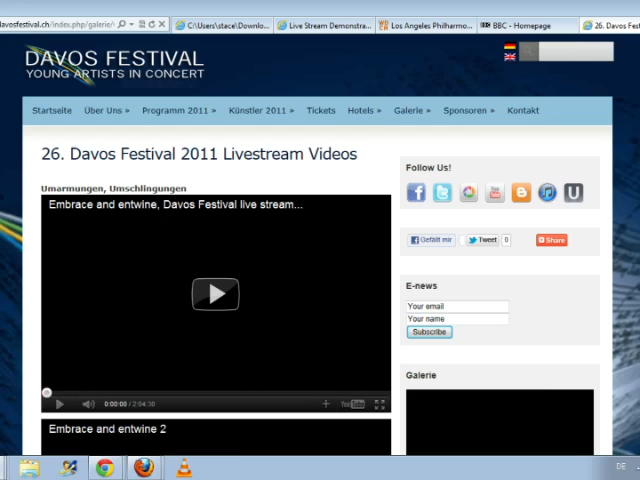 davosfestival.ch/index.php/galerie/
C:\Users\stace\Downlo...
Live Stream Demonstra...
Los Angeles Philharmo...
BBC - Homepage
26. Davos Fest
DAVOS FESTIVAL
YOUNG ARTISTS IN CONCERT
Startseite Über Uns » Programm 2011 » Künstler 2011 » Tickets Hotels » Galerie » Sponsoren » Kontakt
26. Davos Festival 2011 Livestream Videos
Umarmungen, Umschlingungen
Embrace and entwine, Davos Festival live stream...
0:00:00 / 2:04:30
YouTube
Embrace and entwine 2
Follow Us!
Gefällt mir Tweet 0 Share
E-news
Your email
Your name
Subscribe
Galerie
DE